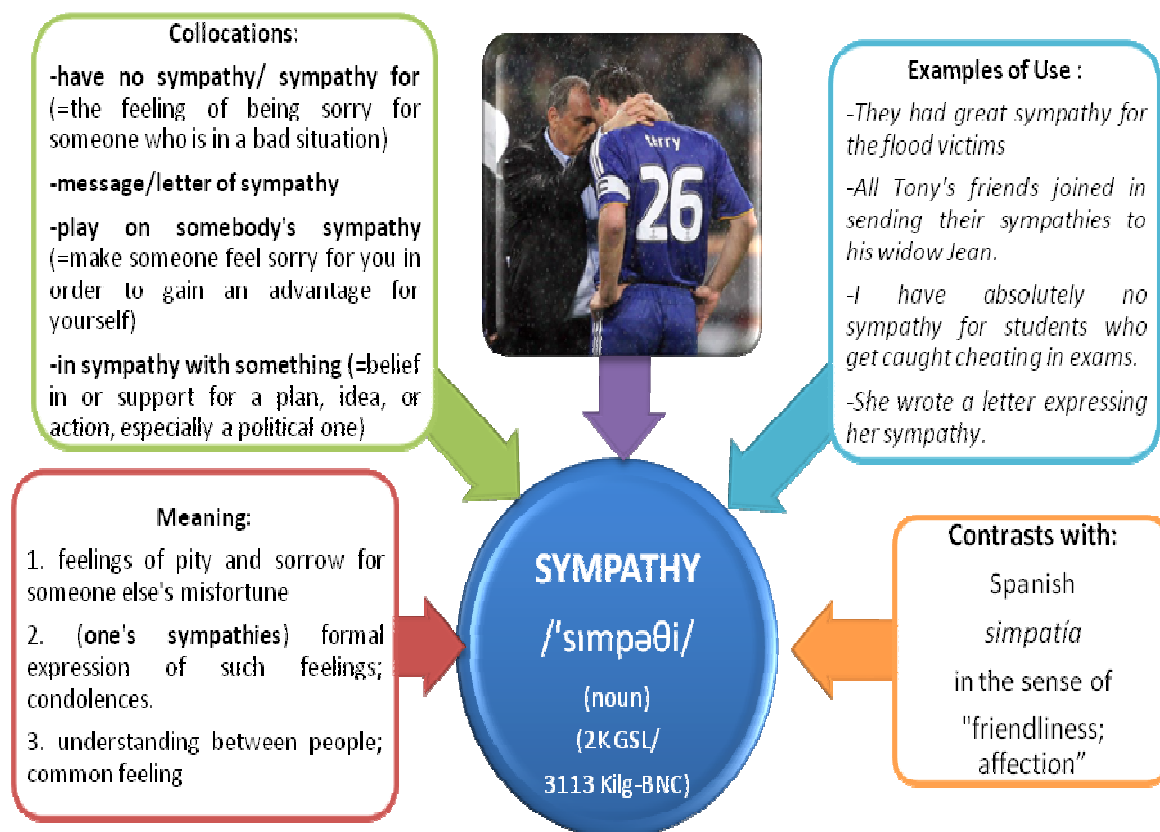 Collocations:
-have no sympathy/ sympathy for
(=the feeling of being sorry for
someone who is in a bad situation)
-message/letter of sympathy
-play on somebody's sympathy
(=make someone feel sorry for you in
order to gain an advantage for
yourself)
-in sympathy with something (=belief
in or support for a plan, idea, or
action, especially a political one)
terry
26
Examples of Use :
-They had great sympathy for
the flood victims
-All Tony's friends joined in
sending their sympathies to
his widow Jean.
-I have absolutely no
sympathy for students who
get caught cheating in exams.
-She wrote a letter expressing
her sympathy.
Meaning:
1. feelings of pity and sorrow for
someone else's misfortune
2. (one's sympathies) formal
expression of such feelings;
condolences.
3. understanding between people;
common feeling
SYMPATHY
/'sɪmpəθi/
(noun)
(2KGSL/
3113 Kilg-BNC)
Contrasts with:
Spanish
simpatía
in the sense of
"friendliness;
affection”